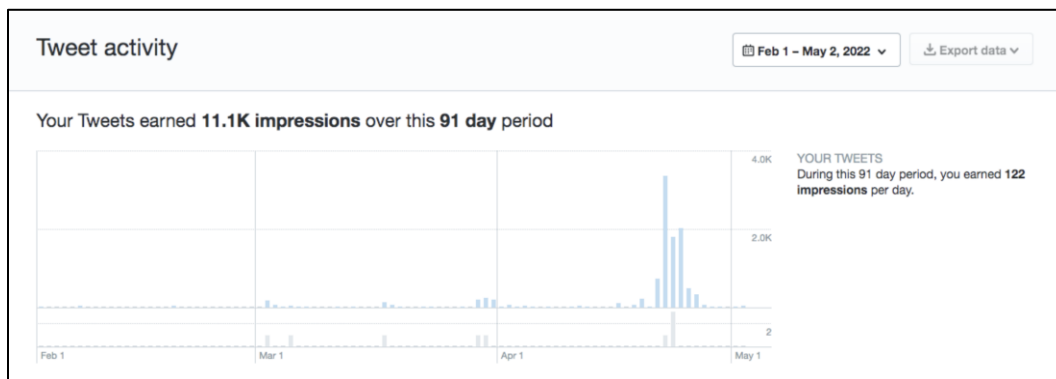 Tweet activity
Feb 1 – May 2, 2022
Export data
Your Tweets earned 11.1K impressions over this 91 day period
4.0K
2.0K
2
Feb 1
Mar 1
Apr 1
May 1
YOUR TWEETS
During this 91 day period, you earned 122
impressions per day.